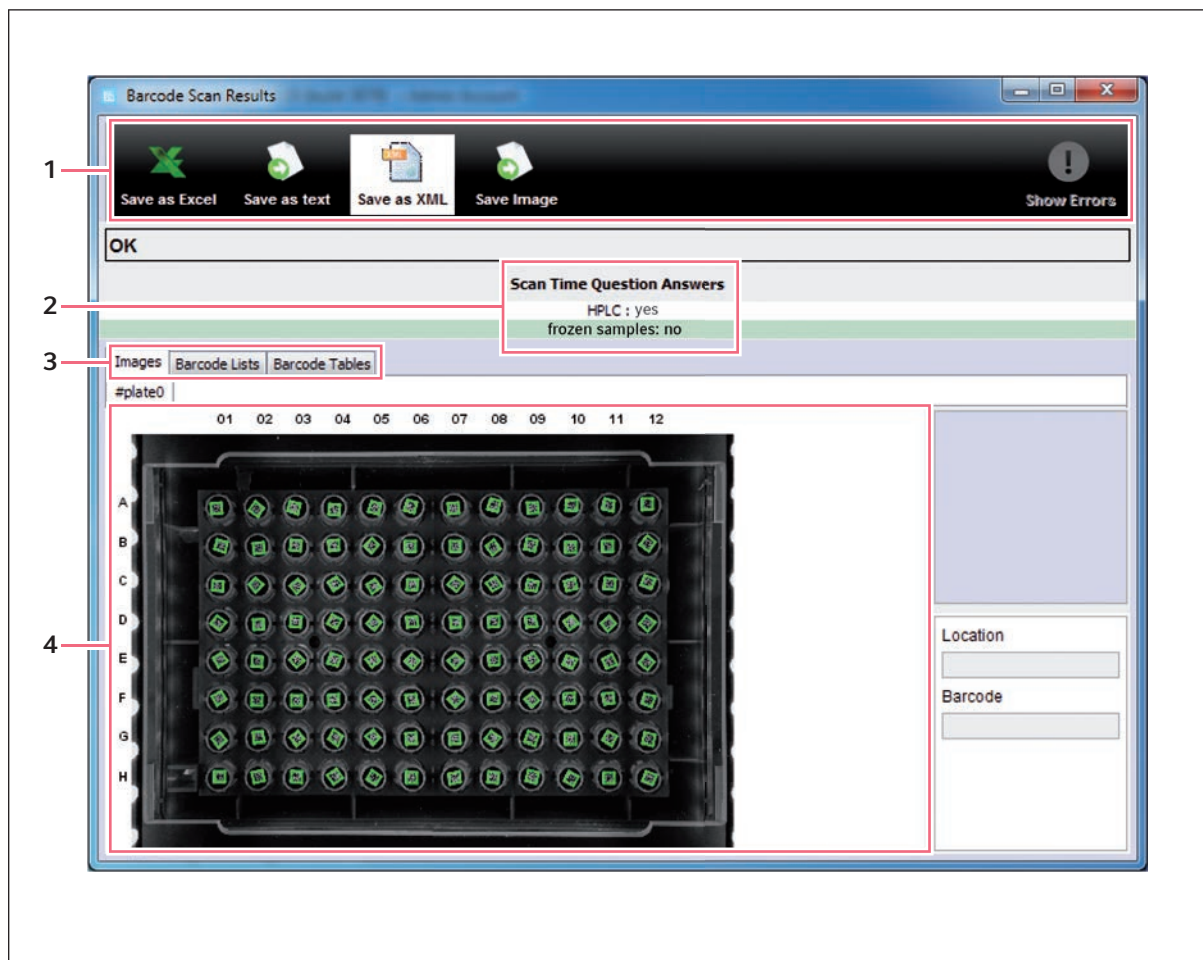 Barcode Scan Results
1
Save as Excel Save as text Save as XML Save Image Show Errors
OK
2
Scan Time Question Answers
HPLC : yes
frozen samples: no
3
Images Barcode Lists Barcode Tables
#plate0
01 02 03 04 05 06 07 08 09 10 11 12
A
B
C
D
4
E
F
G
H
Location
Barcode